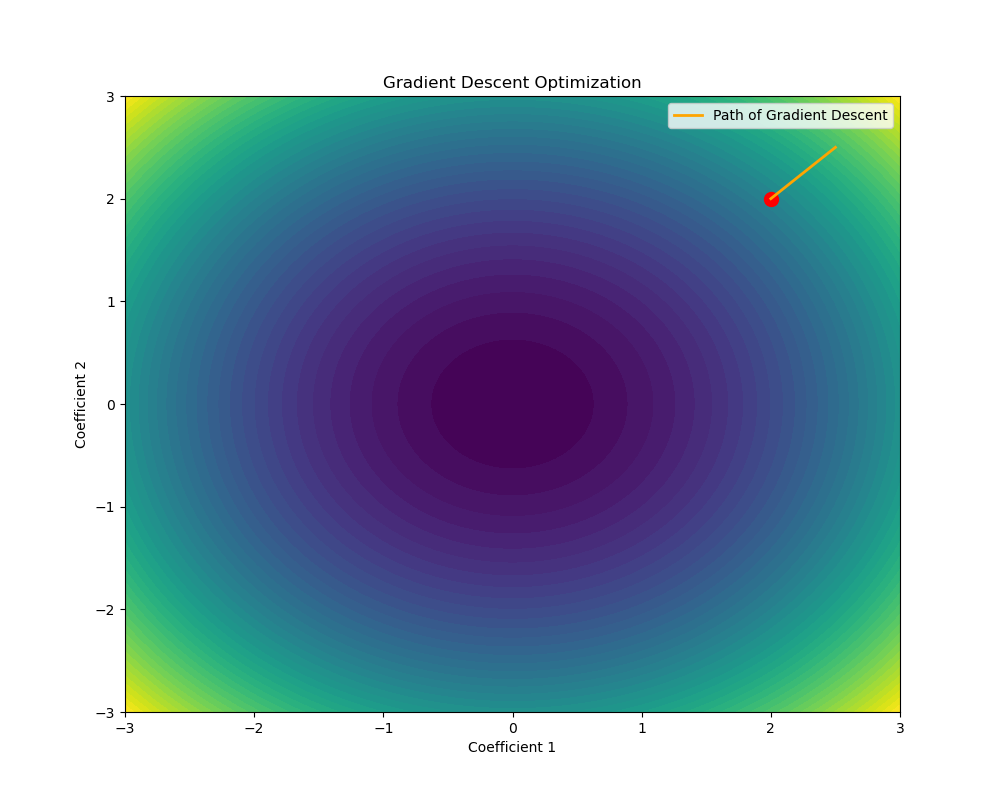 Gradient Descent Optimization
Path of Gradient Descent
3
2
1
0
−1
−2
−3
Coefficient 2
−3 −2 −1 0 1 2 3
Coefficient 1